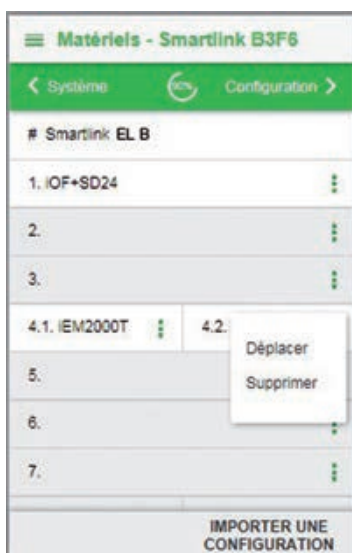 Matériels - Smartlink B3F6
Système 60% Configuration
# Smartlink EL B
1. iOF+SD24
2.
3.
4.1. iEM2000T 4.2.
Déplacer
5.
Supprimer
6.
7.
IMPORTER UNE
CONFIGURATION